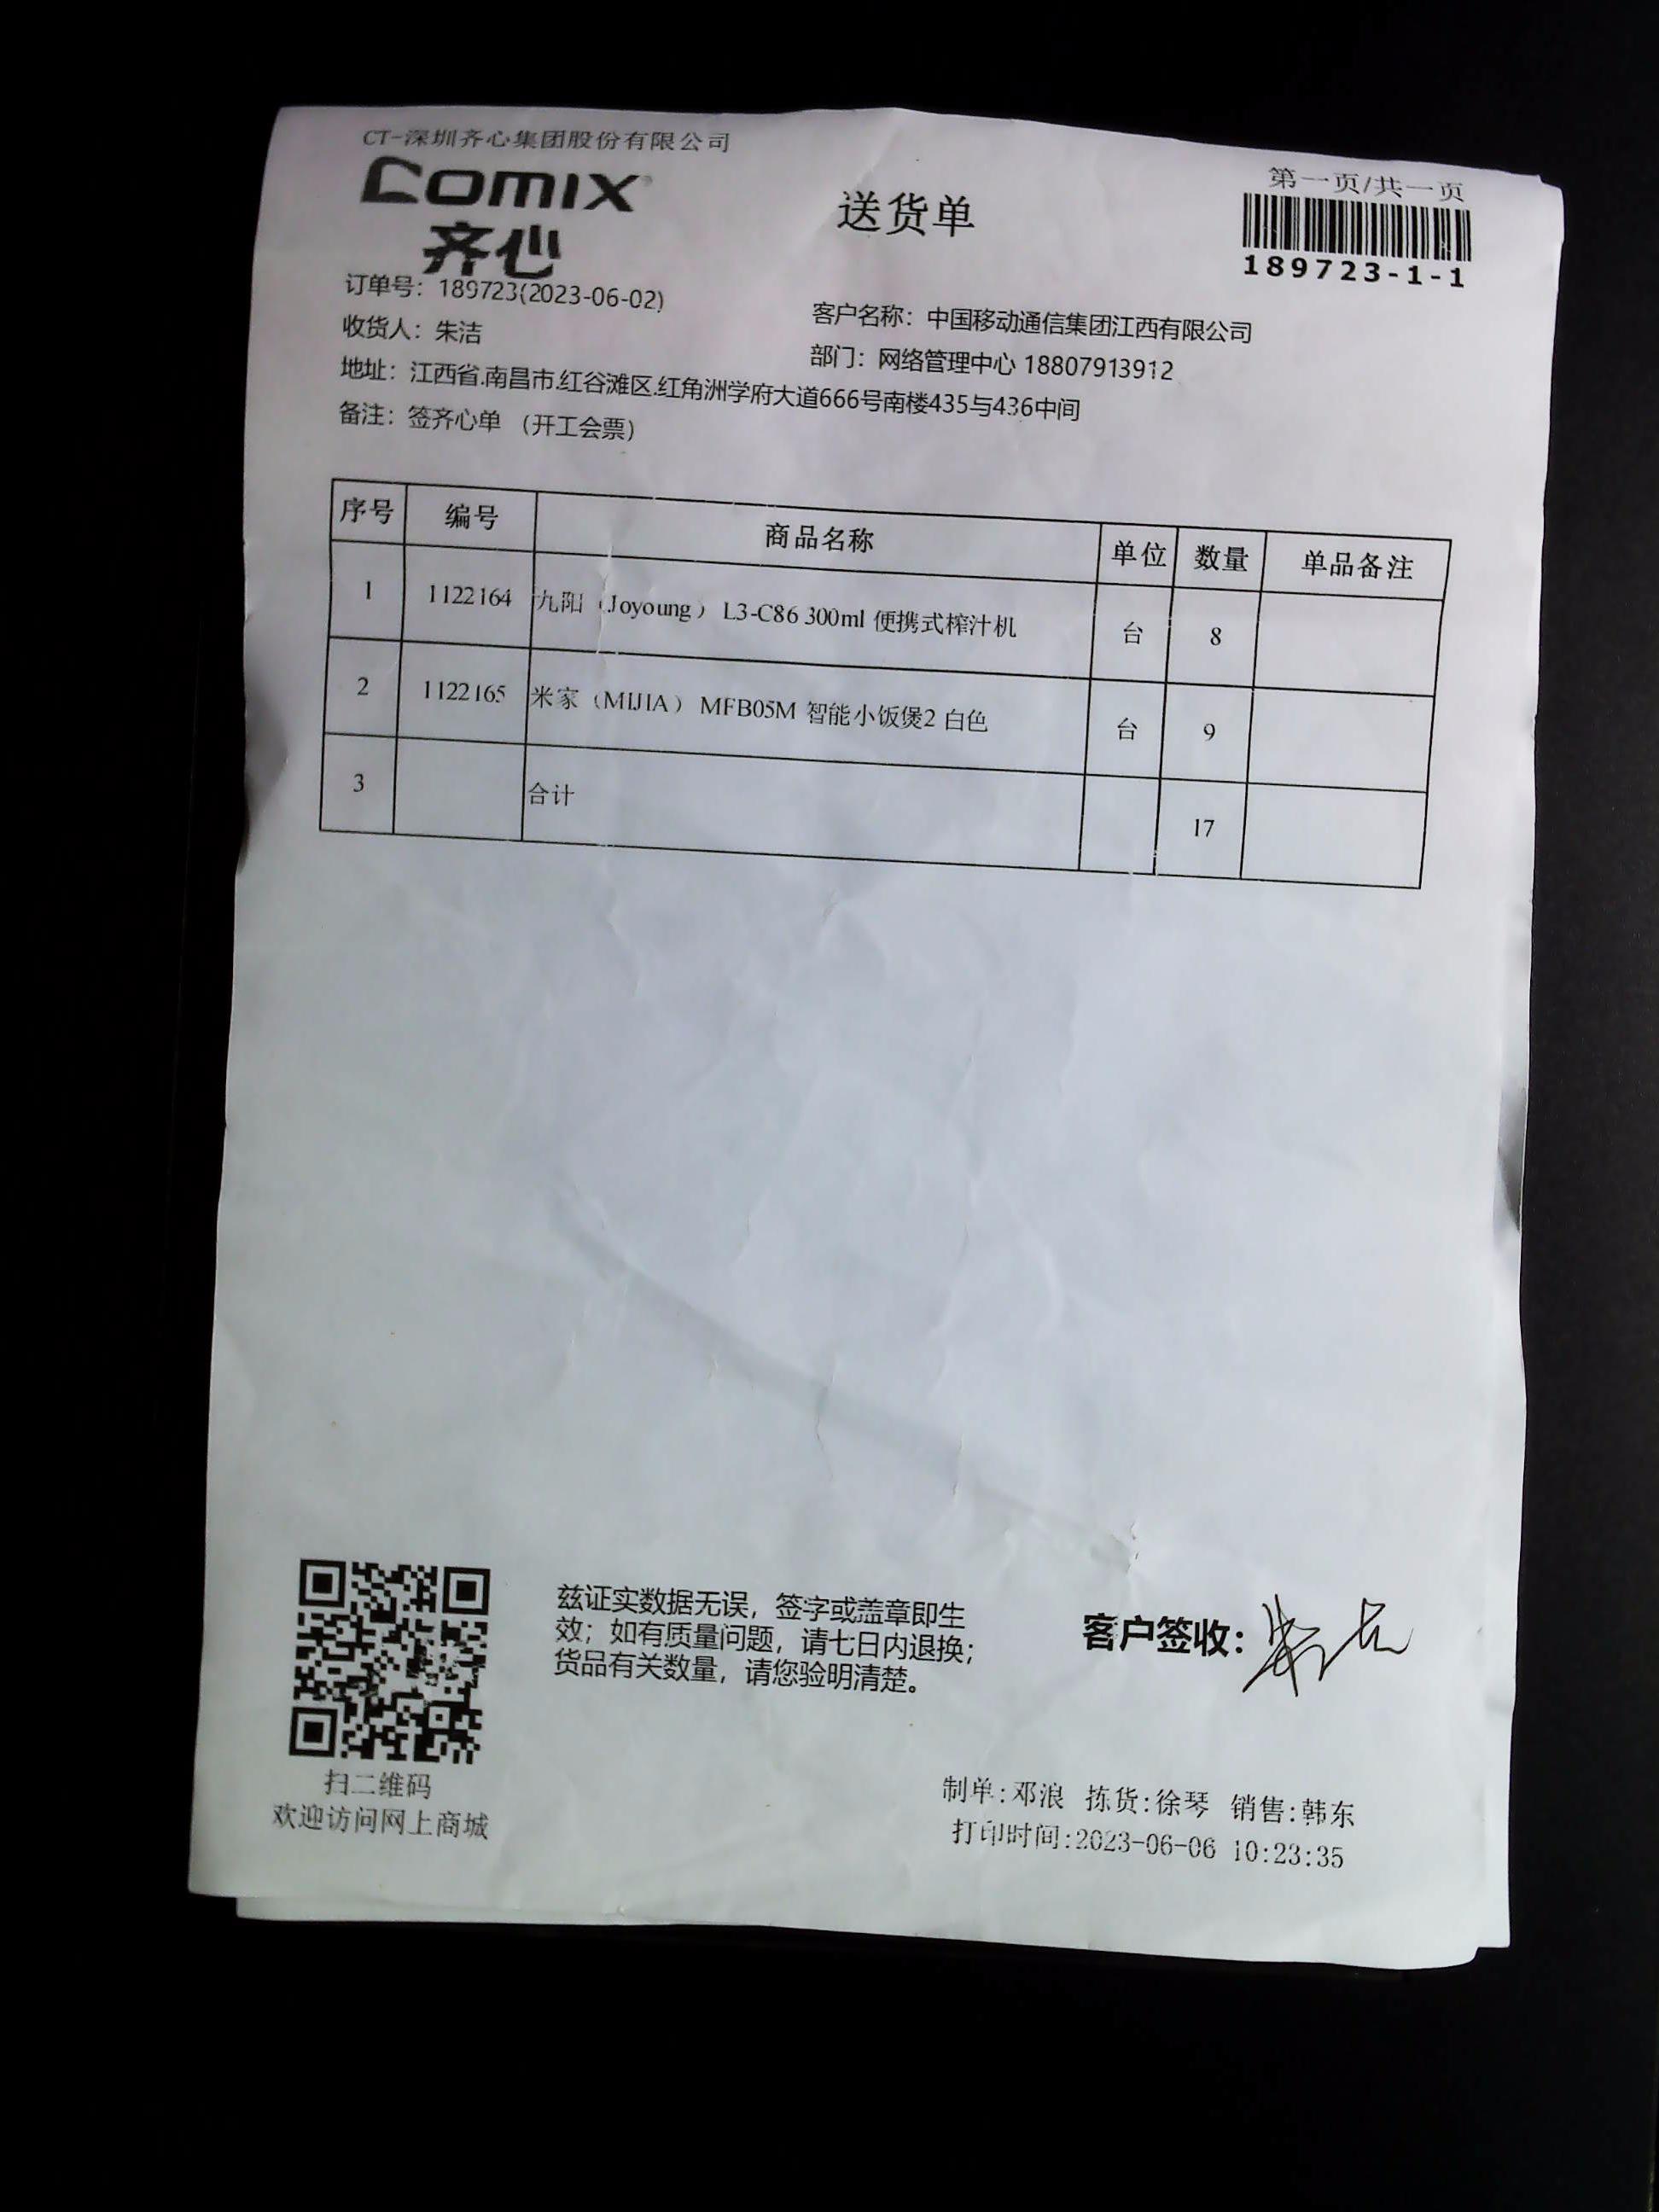 CT-深圳齐心集团股份有限公司
comix
齐心
送货单
第一页/共一页
189723-1-1
订单号：189723(2023-06-02)
客户名称：中国移动通信集团江西有限公司
收货人：朱洁
部门：网络管理中心 18807913912
地址：江西省.南昌市.红谷滩区.红角洲学府大道666号南楼435与436中间
备注：签齐心单 （开工会票）
序号 编号 商品名称 单位 数量 单品备注
1 1122164 九阳（Joyoung） L3-C86 300ml 便携式榨汁机 台 8
2 1122165 米家（MIJIA） MFB05M 智能小饭煲2 白色 台 9
3 合计 17
兹证实数据无误，签字或盖章即生
效；如有质量问题，请七日内退换；
货品有关数量，请您验明清楚。
客户签收：
扫二维码
欢迎访问网上商城
制单:邓浪 拣货:徐琴 销售:韩东
打印时间:2023-06-06 10:23:35